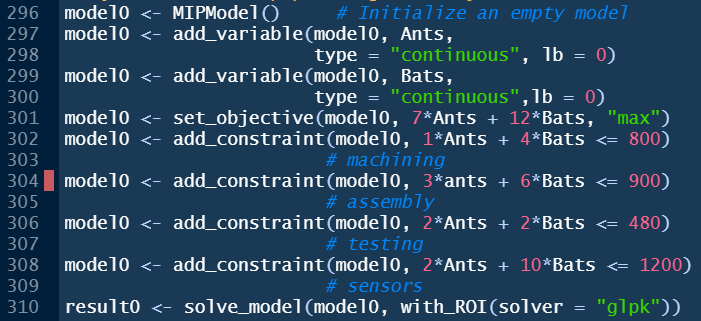 296 model0 <- MIPModel()     # Initialize an empty model
297 model0 <- add_variable(model0, Ants,
298                        type = "continuous", lb = 0)
299 model0 <- add_variable(model0, Bats,
300                        type = "continuous",lb = 0)
301 model0 <- set_objective(model0, 7*Ants + 12*Bats, "max")
302 model0 <- add_constraint(model0, 1*Ants + 4*Bats <= 800)
303                         # machining
304 model0 <- add_constraint(model0, 3*ants + 6*Bats <= 900)
305                         # assembly
306 model0 <- add_constraint(model0, 2*Ants + 2*Bats <= 480)
307                         # testing
308 model0 <- add_constraint(model0, 2*Ants + 10*Bats <= 1200)
309                         # sensors
310 result0 <- solve_model(model0, with_ROI(solver = "glpk"))